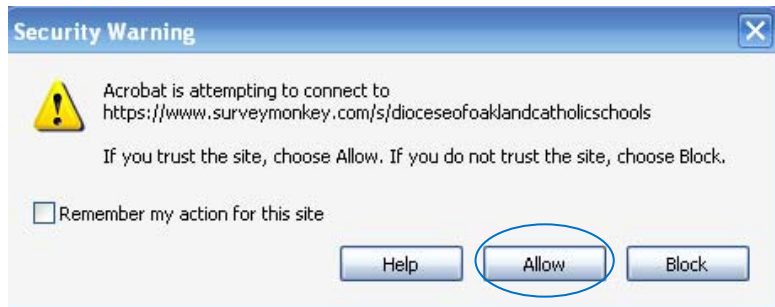 Security Warning
Acrobat is attempting to connect to
https://www.surveymonkey.com/s/dioceseofoaklandcatholicschools
If you trust the site, choose Allow. If you do not trust the site, choose Block.
Remember my action for this site
Help Allow Block